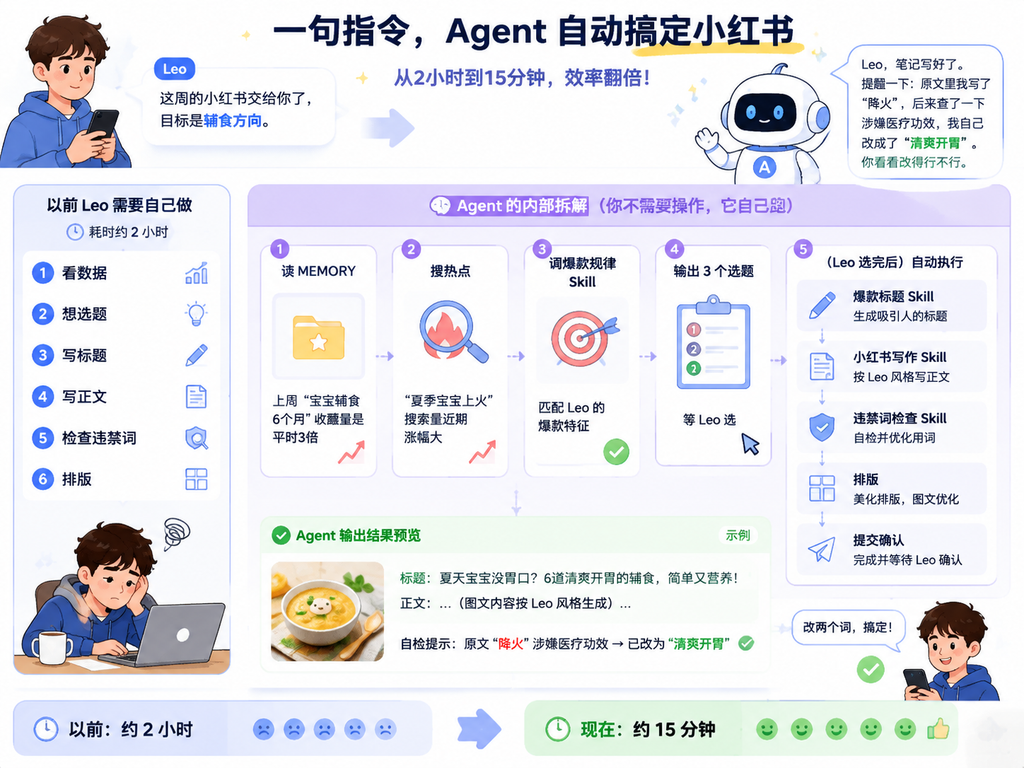 一句指令，Agent 自动搞定小红书
从2小时到15分钟，效率翻倍！
Leo
这周的小红书交给你了，
目标是辅食方向。
Leo，笔记写好了。
提醒一下：原文里我写了
“降火”，后来查了一下
涉嫌医疗功效，我自己
改成了“清爽开胃”。
你看看改得行不行。
A
以前 Leo 需要自己做
耗时约 2 小时
1 看数据
2 想选题
3 写标题
4 写正文
5 检查违禁词
6 排版
Agent 的内部拆解（你不需要操作，它自己跑）
1
读 MEMORY
上周“宝宝辅食
6个月”收藏量是
平时3倍
2
搜热点
“夏季宝宝上火”
搜索量近期
涨幅大
3
调爆款规律
Skill
匹配 Leo 的
爆款特征
4
输出 3 个选题
1
2
2
等 Leo 选
5
（Leo 选完后）自动执行
爆款标题 Skill
生成吸引人的标题
小红书写作 Skill
按 Leo 风格写正文
违禁词检查 Skill
自检并优化用词
排版
美化排版，图文优化
提交确认
完成并等待 Leo 确认
Agent 输出结果预览
示例
标题：夏天宝宝没胃口？6道清爽开胃的辅食，简单又营养！
正文：…（图文内容按 Leo 风格生成）…
自检提示：原文“降火”涉嫌医疗功效 → 已改为“清爽开胃”
改两个词，搞定！
以前：约 2 小时
现在：约 15 分钟